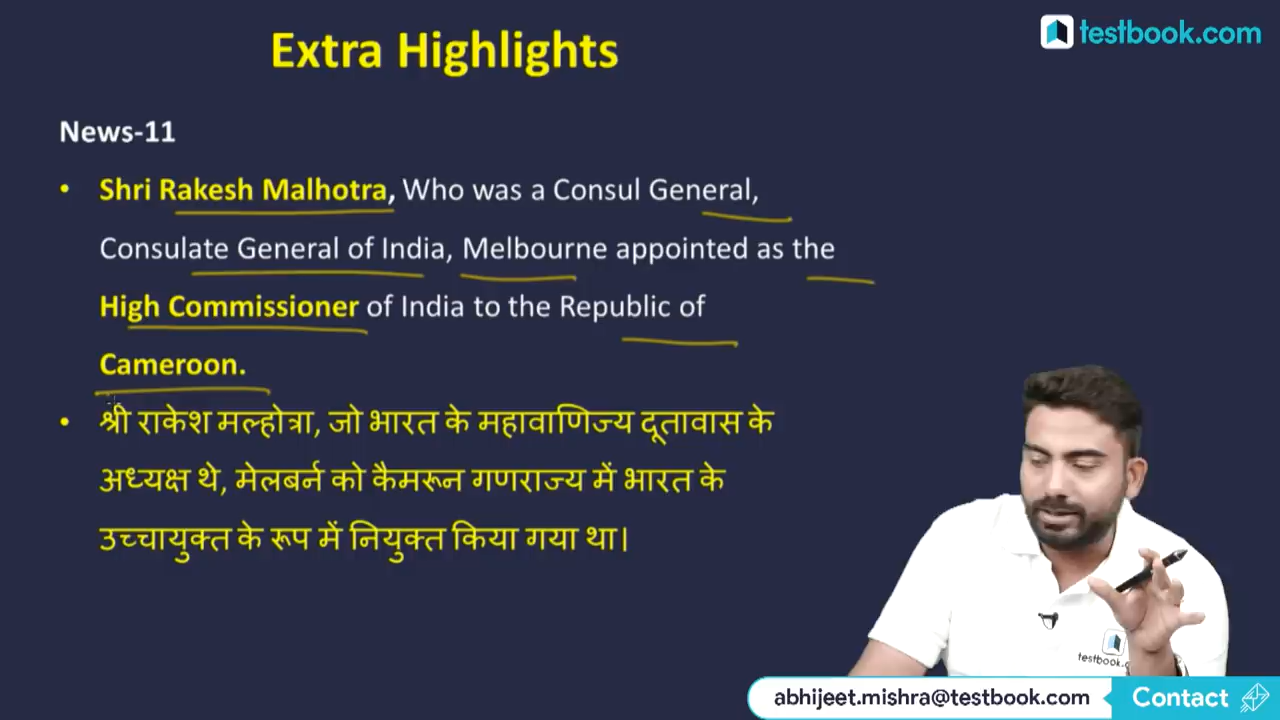 Extra Highlights
testbook.com
News-11
• Shri Rakesh Malhotra, Who was a Consul General,
Consulate General of India, Melbourne appointed as the
High Commissioner of India to the Republic of
Cameroon.
• श्री राकेश मल्होत्रा, जो भारत के महावाणिज्य दूतावास के
अध्यक्ष थे, मेलबर्न को कैमरून गणराज्य में भारत के
उच्चायुक्त के रूप में नियुक्त किया गया था।
testbook.c
abhijeet.mishra@testbook.com
Contact